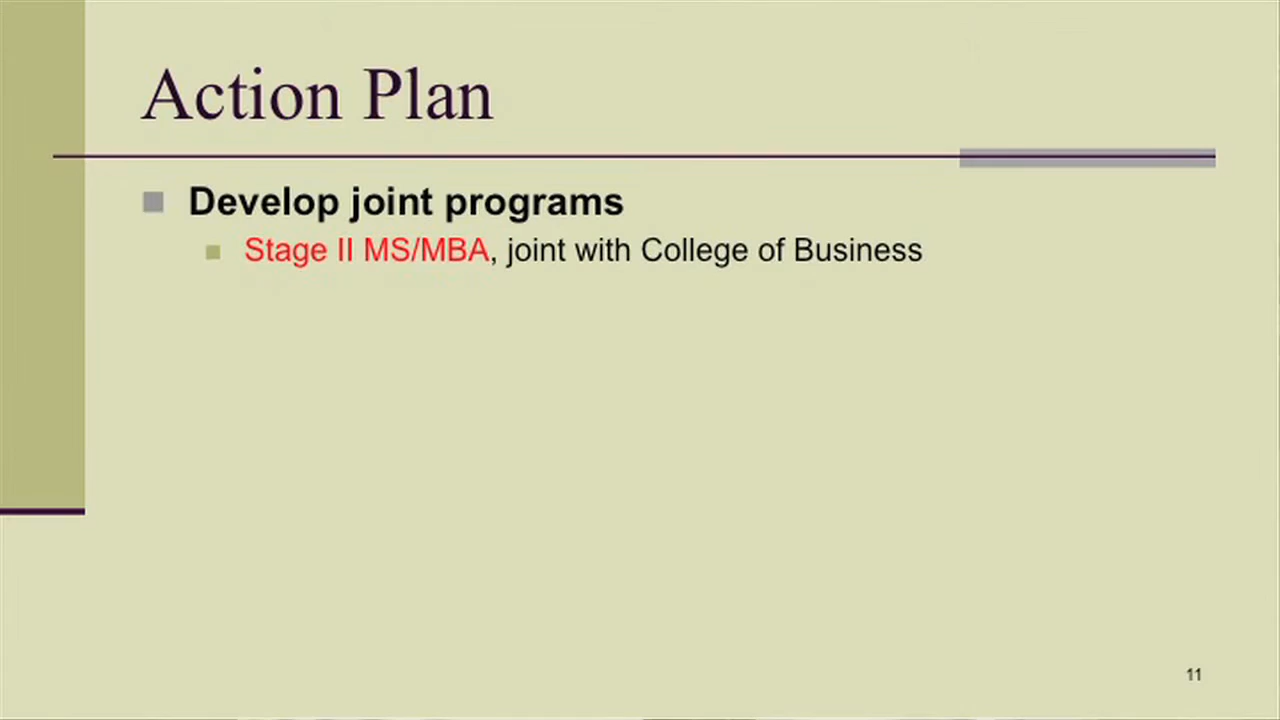 Action Plan
Develop joint programs
Stage II MS/MBA, joint with College of Business
11